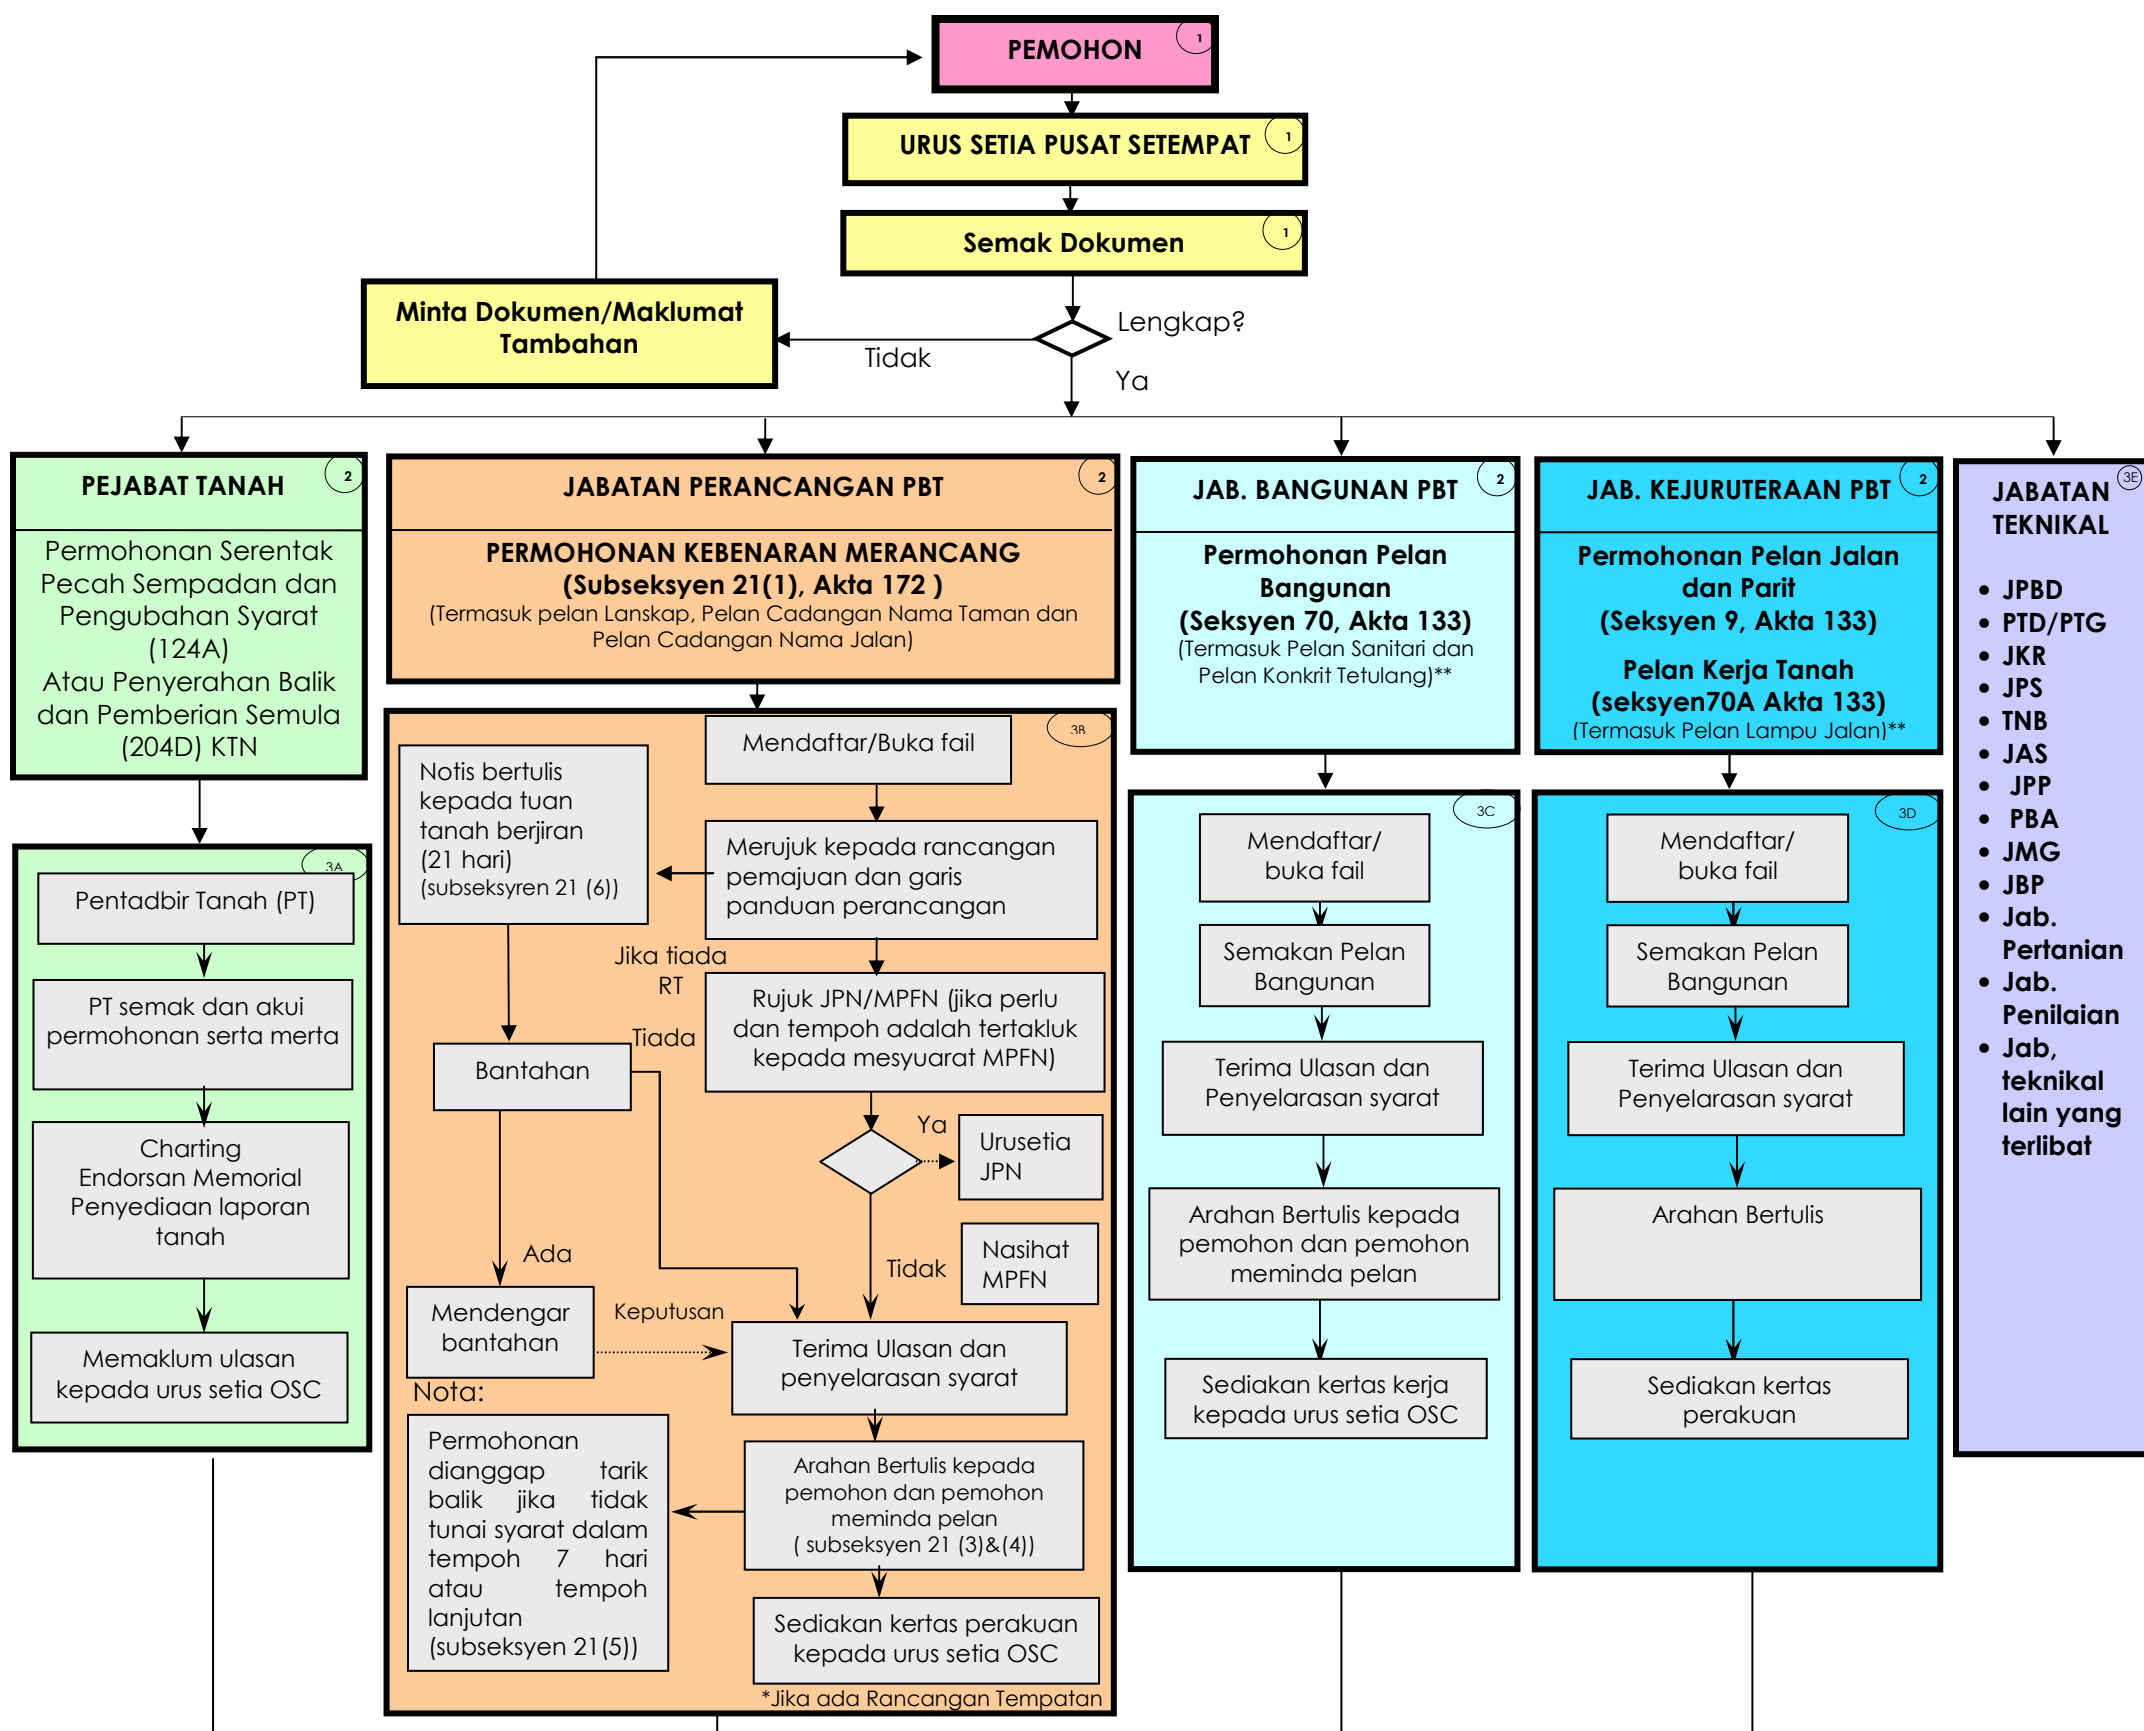 PEMOHON
1
URUS SETIA PUSAT SETEMPAT
1
Semak Dokumen
1
Minta Dokumen/Maklumat
Tambahan
Lengkap?
Tidak
Ya
PEJABAT TANAH
2
Permohonan Serentak
Pecah Sempadan dan
Pengubahan Syarat
(124A)
Atau Penyerahan Balik
dan Pemberian Semula
(204D) KTN
3A
Pentadbir Tanah (PT)
PT semak dan akui
permohonan serta merta
Charting
Endorsan Memorial
Penyediaan laporan
tanah
Memaklum ulasan
kepada urus setia OSC
JABATAN PERANCANGAN PBT
2
PERMOHONAN KEBENARAN MERANCANG
(Subseksyen 21(1), Akta 172 )
(Termasuk pelan Lanskap, Pelan Cadangan Nama Taman dan
Pelan Cadangan Nama Jalan)
3B
Mendaftar/Buka fail
Notis bertulis
kepada tuan
tanah berjiran
(21 hari)
(subseksyren 21 (6))
Merujuk kepada rancangan
pemajuan dan garis
panduan perancangan
Jika tiada
RT
Rujuk JPN/MPFN (jika perlu
dan tempoh adalah tertakluk
kepada mesyuarat MPFN)
Tiada
Bantahan
Ya
Urusetia
JPN
Nasihat
MPFN
Ada
Tidak
Mendengar
bantahan
Keputusan
Terima Ulasan dan
penyelarasan syarat
Nota:
Permohonan
dianggap tarik
balik jika tidak
tunai syarat dalam
tempoh 7 hari
atau tempoh
lanjutan
(subseksyen 21(5))
Arahan Bertulis kepada
pemohon dan pemohon
meminda pelan
( subseksyen 21 (3)&(4))
Sediakan kertas perakuan
kepada urus setia OSC
*Jika ada Rancangan Tempatan
JAB. BANGUNAN PBT
2
Permohonan Pelan
Bangunan
(Seksyen 70, Akta 133)
(Termasuk Pelan Sanitari dan
Pelan Konkrit Tetulang)**
3C
Mendaftar/
buka fail
Semakan Pelan
Bangunan
Terima Ulasan dan
Penyelarasan syarat
Arahan Bertulis kepada
pemohon dan pemohon
meminda pelan
Sediakan kertas kerja
kepada urus setia OSC
JAB. KEJURUTERAAN PBT
2
Permohonan Pelan Jalan
dan Parit
(Seksyen 9, Akta 133)
Pelan Kerja Tanah
(seksyen70A Akta 133)
(Termasuk Pelan Lampu Jalan)**
3D
Mendaftar/
buka fail
Semakan Pelan
Bangunan
Terima Ulasan dan
Penyelarasan syarat
Arahan Bertulis
Sediakan kertas
perakuan
3E
JABATAN
TEKNIKAL
• JPBD
• PTD/PTG
• JKR
• JPS
• TNB
• JAS
• JPP
• PBA
• JMG
• JBP
• Jab.
Pertanian
• Jab.
Penilaian
• Jab,
teknikal
lain yang
terlibat